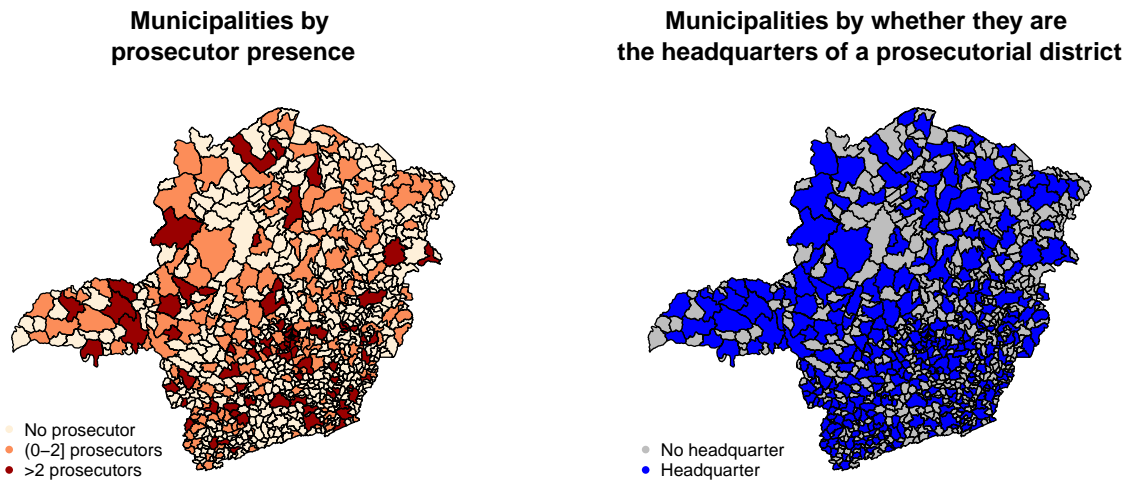 Municipalities by
prosecutor presence
No prosecutor
(0–2] prosecutors
>2 prosecutors
Municipalities by whether they are
the headquarters of a prosecutorial district
No headquarter
Headquarter